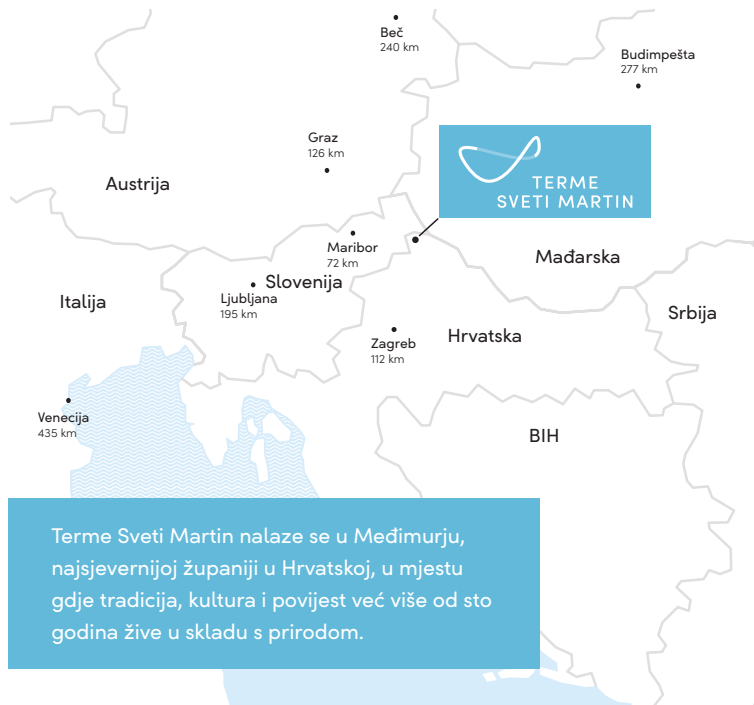 Beč
240 km
Budimpešta
277 km
Graz
126 km
TERME
SVETI MARTIN
Austrija
Maribor
72 km
Mađarska
Slovenija
Ljubljana
195 km
Italija
Srbija
Zagreb
112 km
Hrvatska
Venecija
435 km
BIH
Terme Sveti Martin nalaze se u Međimurju,
najsjevernijoj županiji u Hrvatskoj, u mjestu
gdje tradicija, kultura i povijest već više od sto
godina žive u skladu s prirodom.